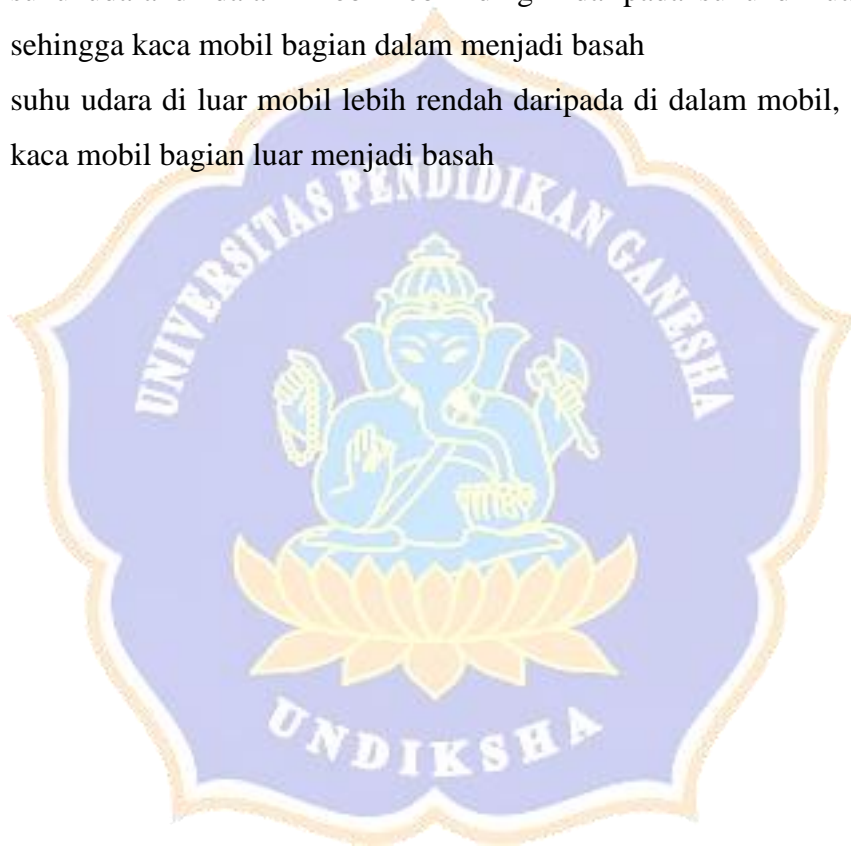 sehingga kaca mobil bagian dalam menjadi basah
suhu udara di luar mobil lebih rendah daripada di dalam mobil,
kaca mobil bagian luar menjadi basah
UNIVERSITAS PENDIDIKAN GANESHA
UNDIKSHA